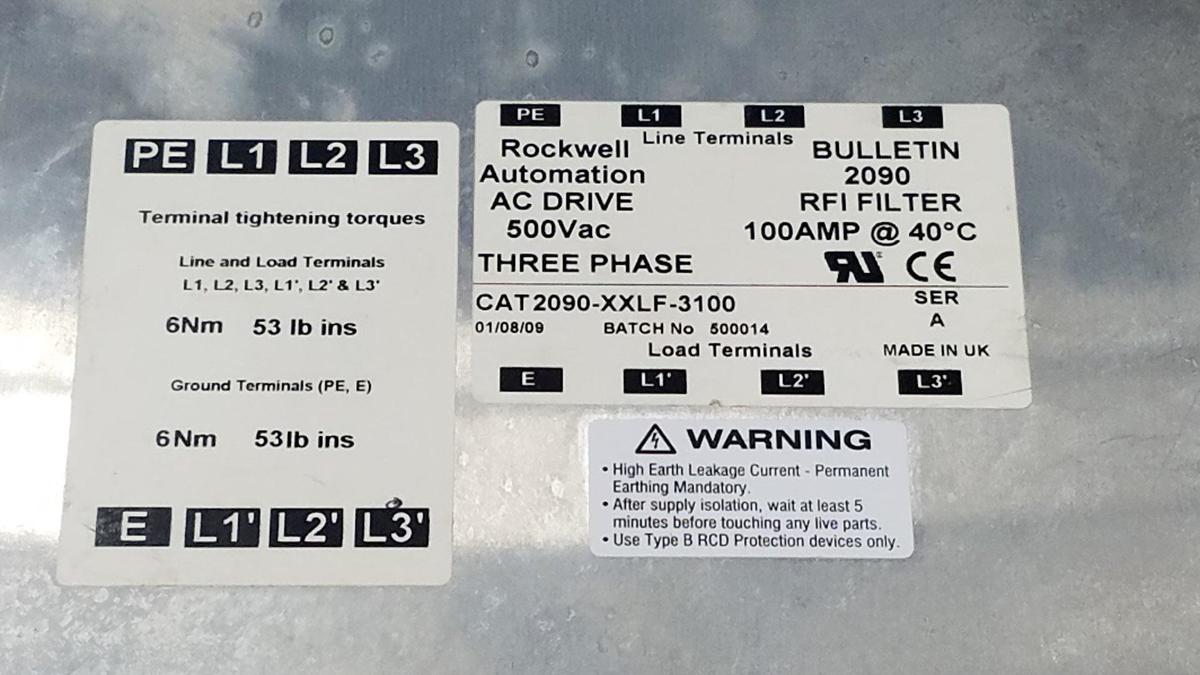 PE L1 L2 L3
Terminal tightening torques
Line and Load Terminals
L1, L2, L3, L1', L2' & L3'
6Nm 53 lb ins
Ground Terminals (PE, E)
6Nm 53lb ins
E L1' L2' L3'
PE L1 L2 L3
Line Terminals
Rockwell BULLETIN
Automation 2090
AC DRIVE RFI FILTER
500Vac 100AMP @ 40°C
THREE PHASE RU® CE
CAT2090-XXLF-3100 SER
A
01/08/09 BATCH No 500014
Load Terminals MADE IN UK
E L1' L2' L3'
WARNING
• High Earth Leakage Current - Permanent
Earthing Mandatory.
• After supply isolation, wait at least 5
minutes before touching any live parts.
• Use Type B RCD Protection devices only.